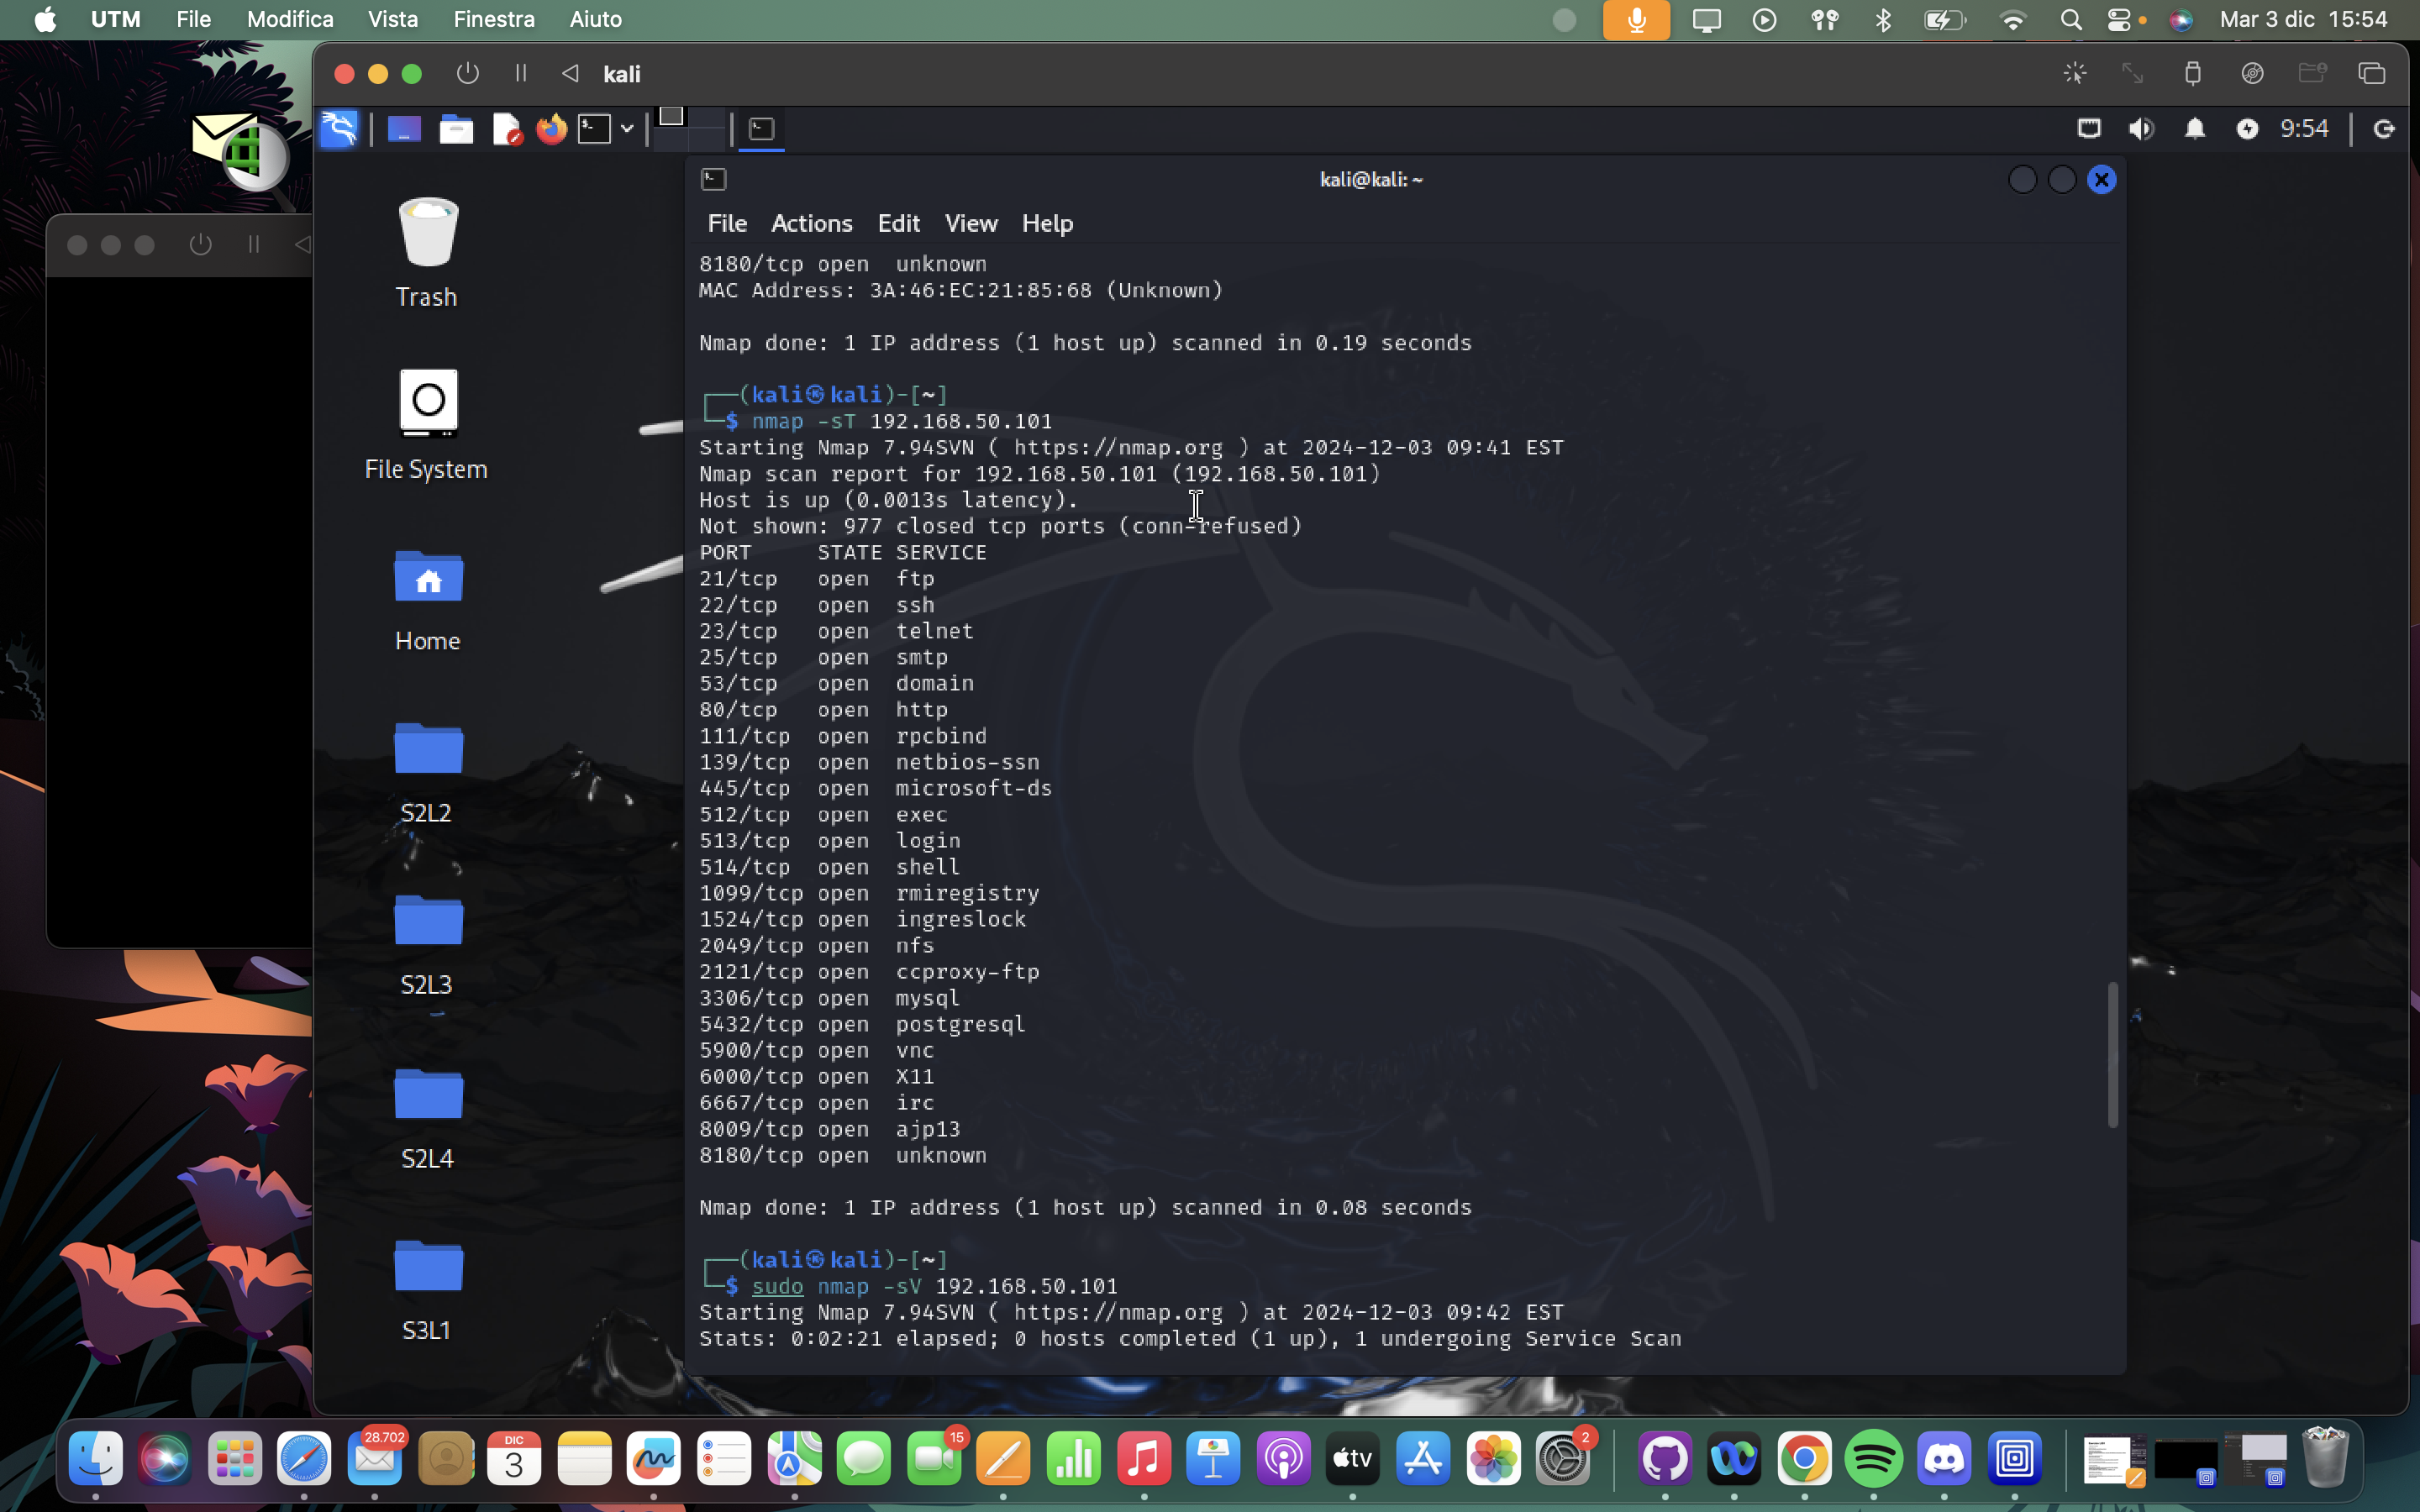 UTM File Modifica Vista Finestra Aiuto Mar 3 dic 15:54
kali
9:54
kali@kali: ~
File Actions Edit View Help
Trash
File System
Home
S2L2
S2L3
S2L4
S3L1
8180/tcp open unknown
MAC Address: 3A:46:EC:21:85:68 (Unknown)
Nmap done: 1 IP address (1 host up) scanned in 0.19 seconds
┌──(kali㉿kali)-[~]
└─$ nmap -sT 192.168.50.101
Starting Nmap 7.94SVN ( https://nmap.org ) at 2024-12-03 09:41 EST
Nmap scan report for 192.168.50.101 (192.168.50.101)
Host is up (0.0013s latency).
Not shown: 977 closed tcp ports (conn-refused)
PORT STATE SERVICE
21/tcp open ftp
22/tcp open ssh
23/tcp open telnet
25/tcp open smtp
53/tcp open domain
80/tcp open http
111/tcp open rpcbind
139/tcp open netbios-ssn
445/tcp open microsoft-ds
512/tcp open exec
513/tcp open login
514/tcp open shell
1099/tcp open rmiregistry
1524/tcp open ingreslock
2049/tcp open nfs
2121/tcp open ccproxy-ftp
3306/tcp open mysql
5432/tcp open postgresql
5900/tcp open vnc
6000/tcp open X11
6667/tcp open irc
8009/tcp open ajp13
8180/tcp open unknown
Nmap done: 1 IP address (1 host up) scanned in 0.08 seconds
┌──(kali㉿kali)-[~]
└─$ sudo nmap -sV 192.168.50.101
Starting Nmap 7.94SVN ( https://nmap.org ) at 2024-12-03 09:42 EST
Stats: 0:02:21 elapsed; 0 hosts completed (1 up), 1 undergoing Service Scan
28.702
DIC
3
15
tv
2